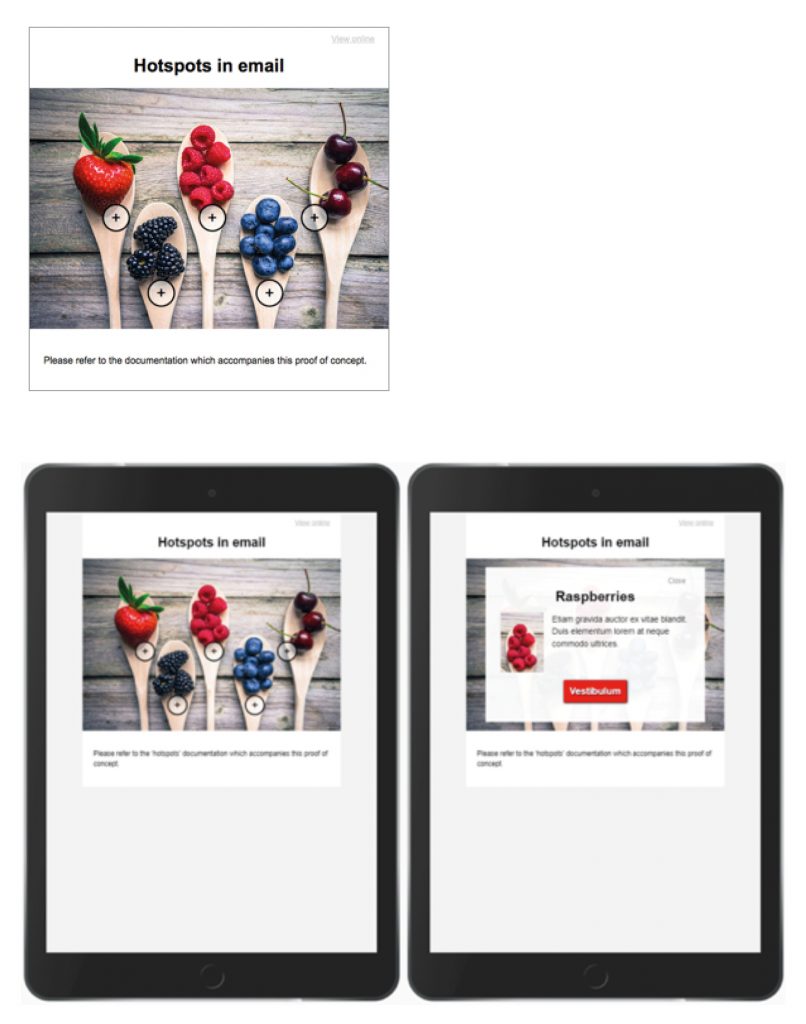 View online
Hotspots in email
+
+
+
+
+
Please refer to the documentation which accompanies this proof of concept.
View online
Hotspots in email
+
+
+
+
+
Please refer to the 'hotspots' documentation which accompanies this proof of
concept.
View online
Hotspots in email
Close
Raspberries
Etiam gravida auctor ex vitae blandit.
Duis elementum lorem at neque
commodo ultrices.
Vestibulum
Please refer to the 'hotspots' documentation which accompanies this proof of
concept.